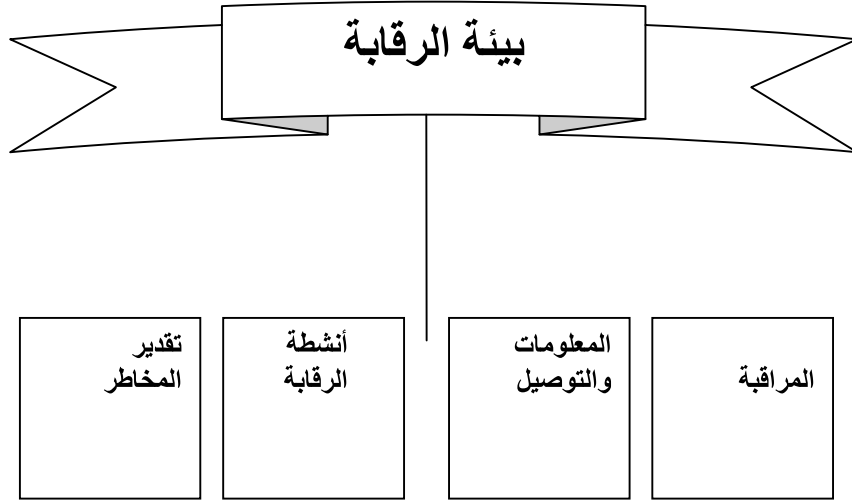 بيئة الرقابة
المراقبة
المعلومات
والتوصيل
أنشطة
الرقابة
تقدير
المخاطر